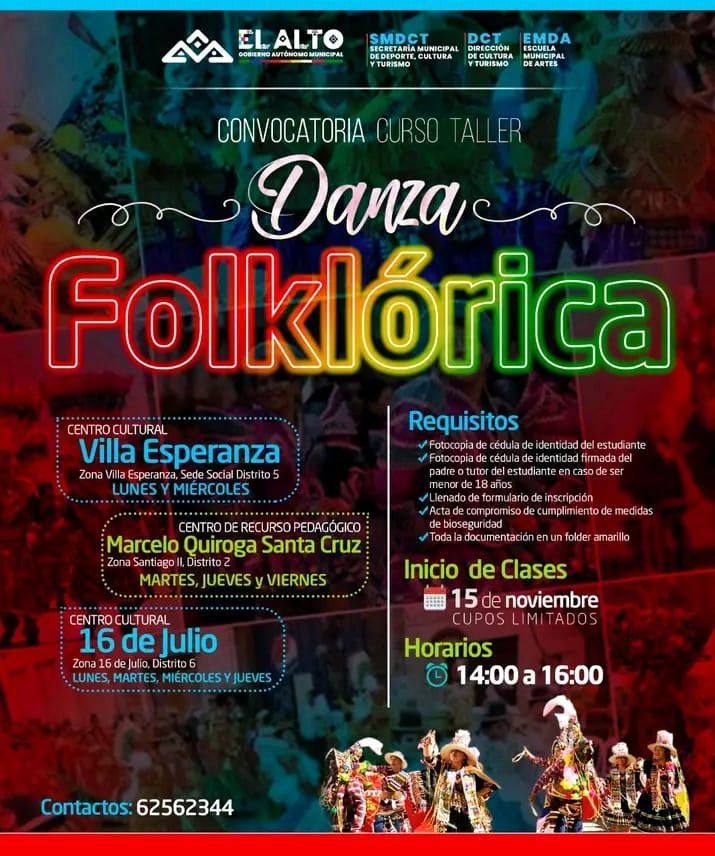 EL ALTO
GOBIERNO AUTÓNOMO MUNICIPAL
SMDCT
SECRETARÍA MUNICIPAL
DE DEPORTE, CULTURA
Y TURISMO
DCT
DIRECCIÓN
DE CULTURA
Y TURISMO
EMDA
ESCUELA
MUNICIPAL
DE ARTES
CONVOCATORIA CURSO TALLER
Danza
Folklórica
CENTRO CULTURAL
Villa Esperanza
Zona Villa Esperanza, Sede Social Distrito 5
LUNES Y MIÉRCOLES
CENTRO DE RECURSO PEDAGÓGICO
Marcelo Quiroga Santa Cruz
Zona Santiago II, Distrito 2
MARTES, JUEVES y VIERNES
CENTRO CULTURAL
16 de Julio
Zona 16 de Julio, Distrito 6
LUNES, MARTES, MIÉRCOLES Y JUEVES
Requisitos
Fotocopia de cédula de identidad del estudiante
Fotocopia de cédula de identidad firmada del
padre o tutor del estudiante en caso de ser
menor de 18 años
Llenado de formulario de inscripción
Acta de compromiso de cumplimiento de medidas
de bioseguridad
Toda la documentación en un folder amarillo
Inicio de Clases
15 de noviembre
CUPOS LIMITADOS
Horarios
14:00 a 16:00
Contactos: 62562344